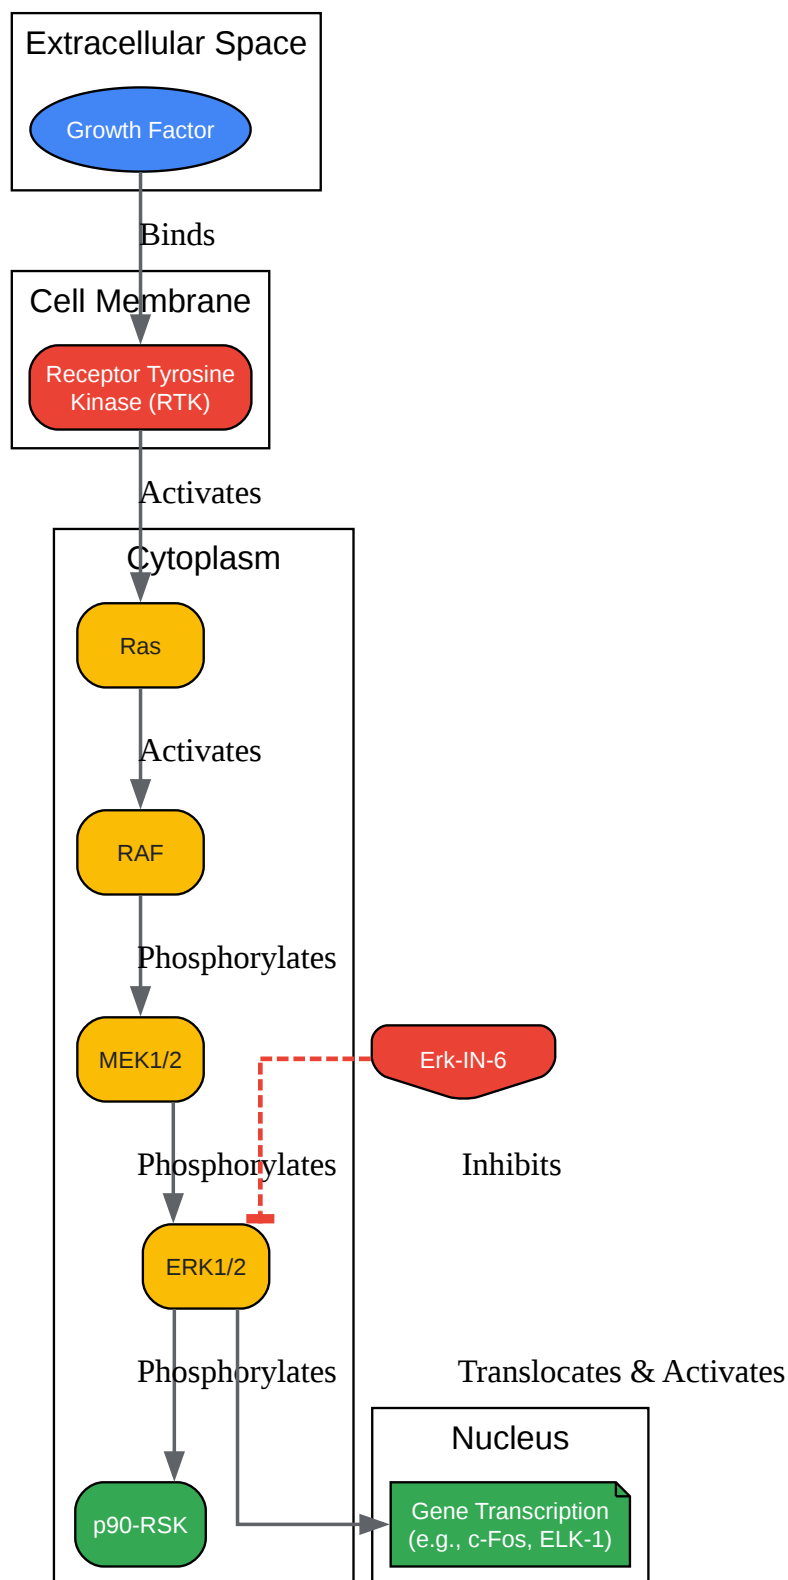 Extracellular Space
Growth Factor
Binds
Cell Membrane
Receptor Tyrosine
Kinase (RTK)
Activates
Cytoplasm
Ras
Activates
RAF
Phosphorylates
MEK1/2
Erk-IN-6
Phosphorylates
Inhibits
ERK1/2
Phosphorylates
Translocates & Activates
Nucleus
p90-RSK
Gene Transcription
(e.g., c-Fos, ELK-1)